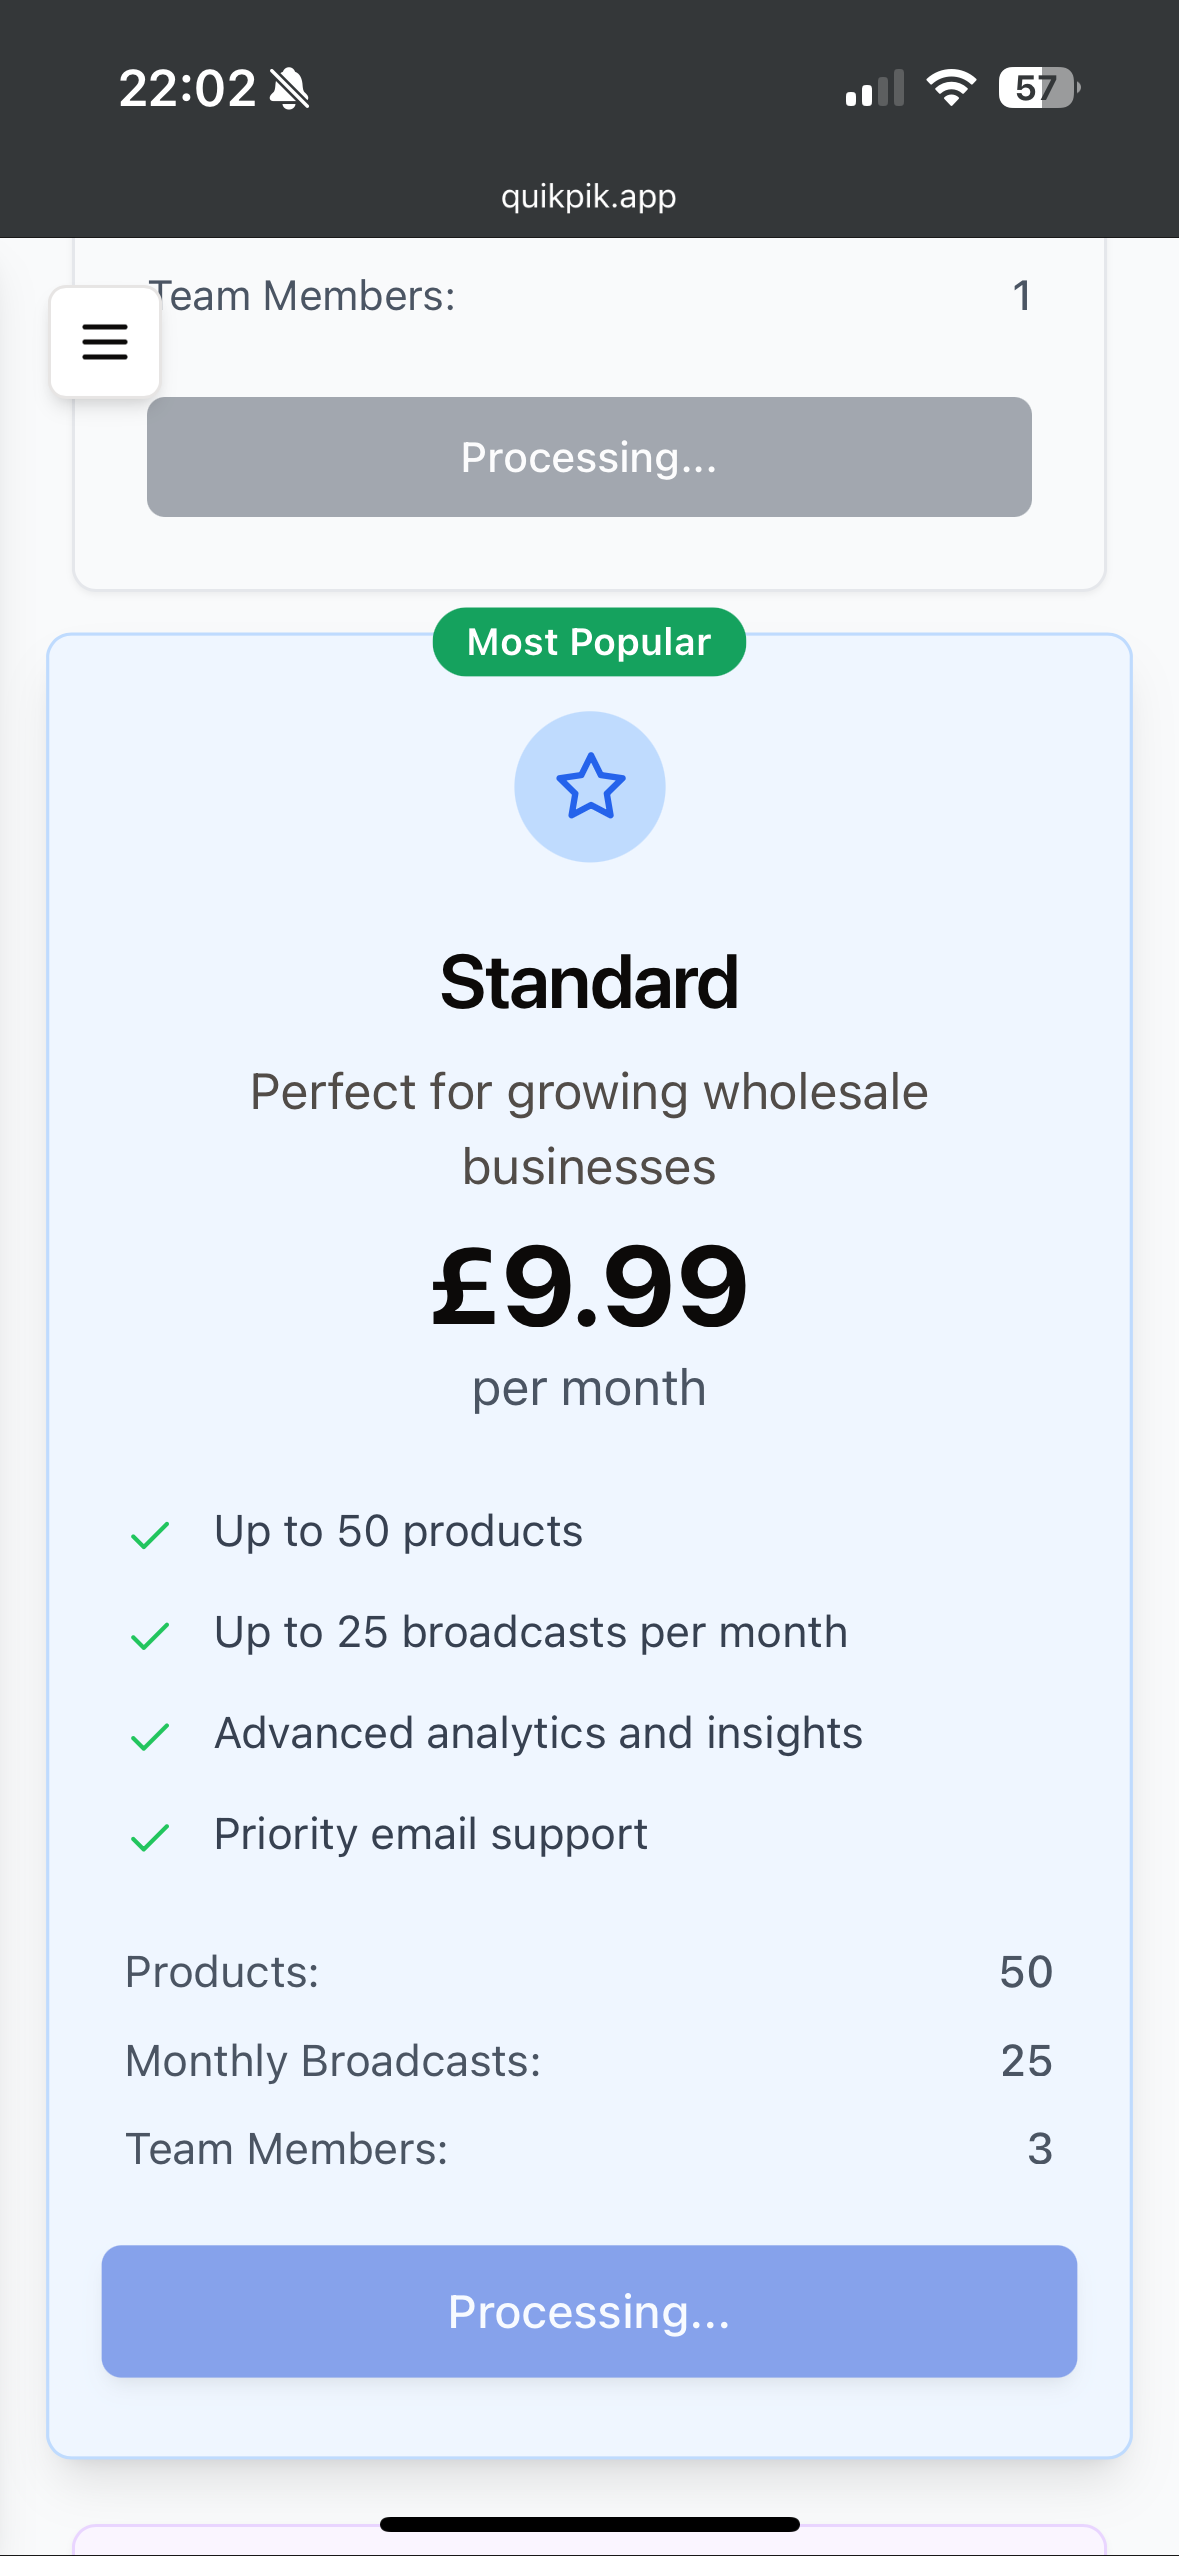 22:02
57
quikpik.app
Team Members: 1
Processing...
Most Popular
Standard
Perfect for growing wholesale
businesses
£9.99
per month
Up to 50 products
Up to 25 broadcasts per month
Advanced analytics and insights
Priority email support
Products: 50
Monthly Broadcasts: 25
Team Members: 3
Processing...